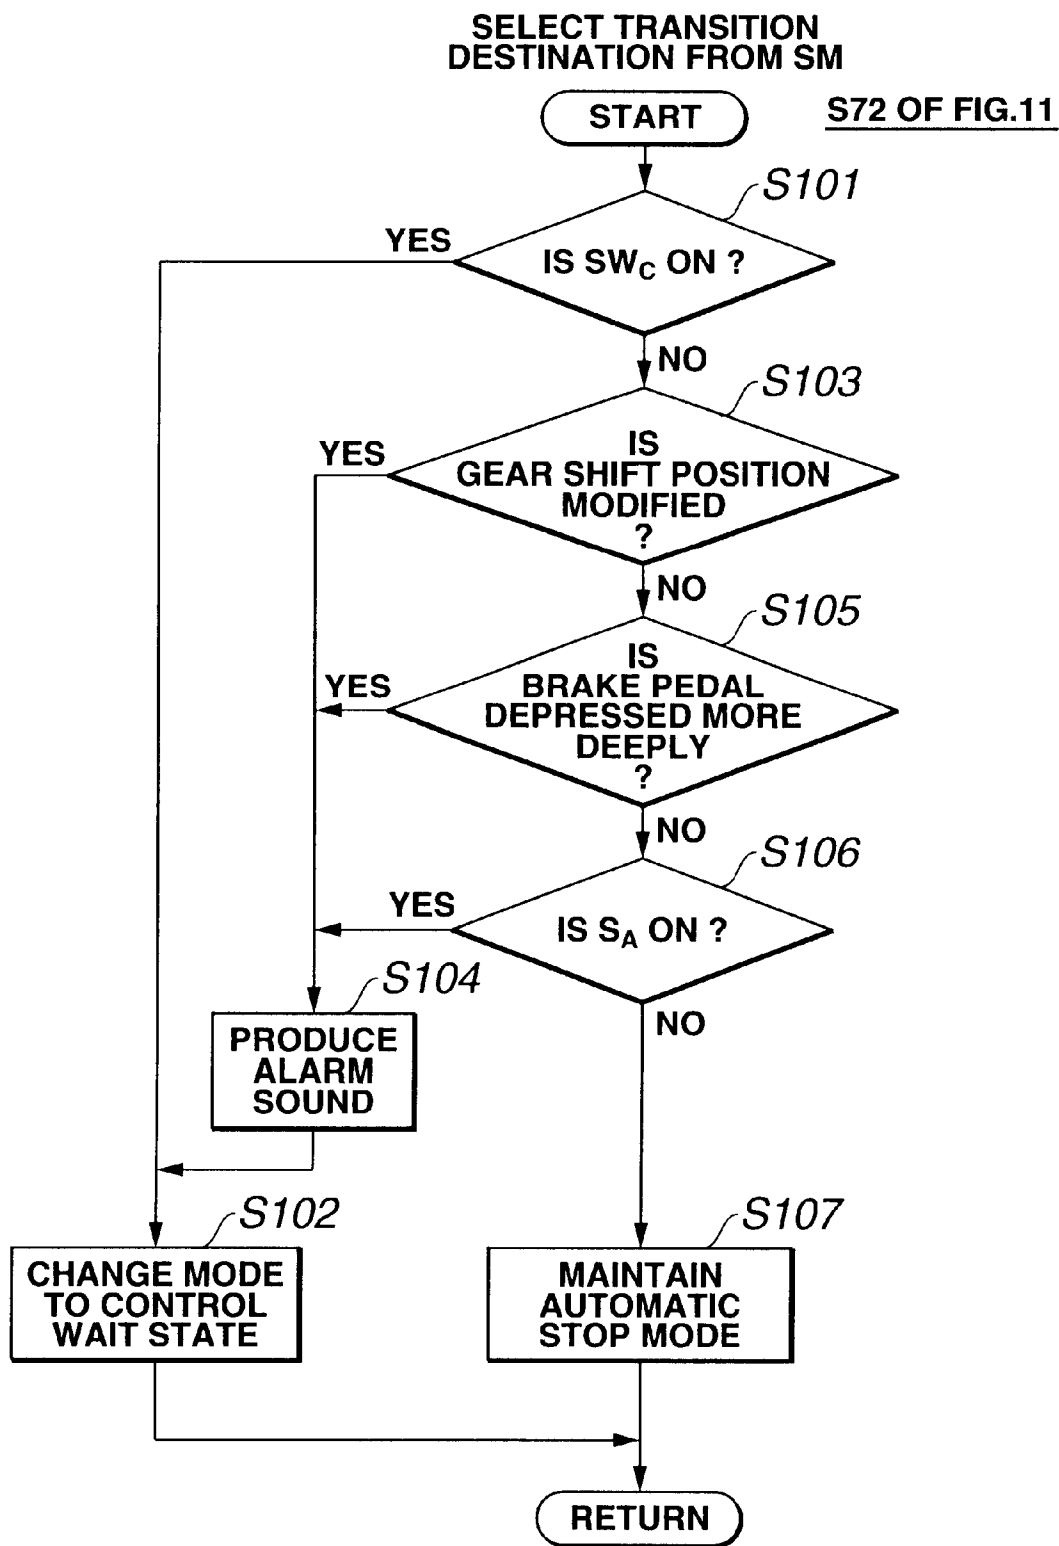 SELECT TRANSITION
DESTINATION FROM SM
START
S72 OF FIG.11
S101
YES
IS SWC ON ?
NO
S103
YES
IS
GEAR SHIFT POSITION
MODIFIED
?
NO
S105
YES
IS
BRAKE PEDAL
DEPRESSED MORE
DEEPLY
?
NO
S106
YES
IS SA ON ?
NO
S104
PRODUCE
ALARM
SOUND
S102
CHANGE MODE
TO CONTROL
WAIT STATE
S107
MAINTAIN
AUTOMATIC
STOP MODE
RETURN